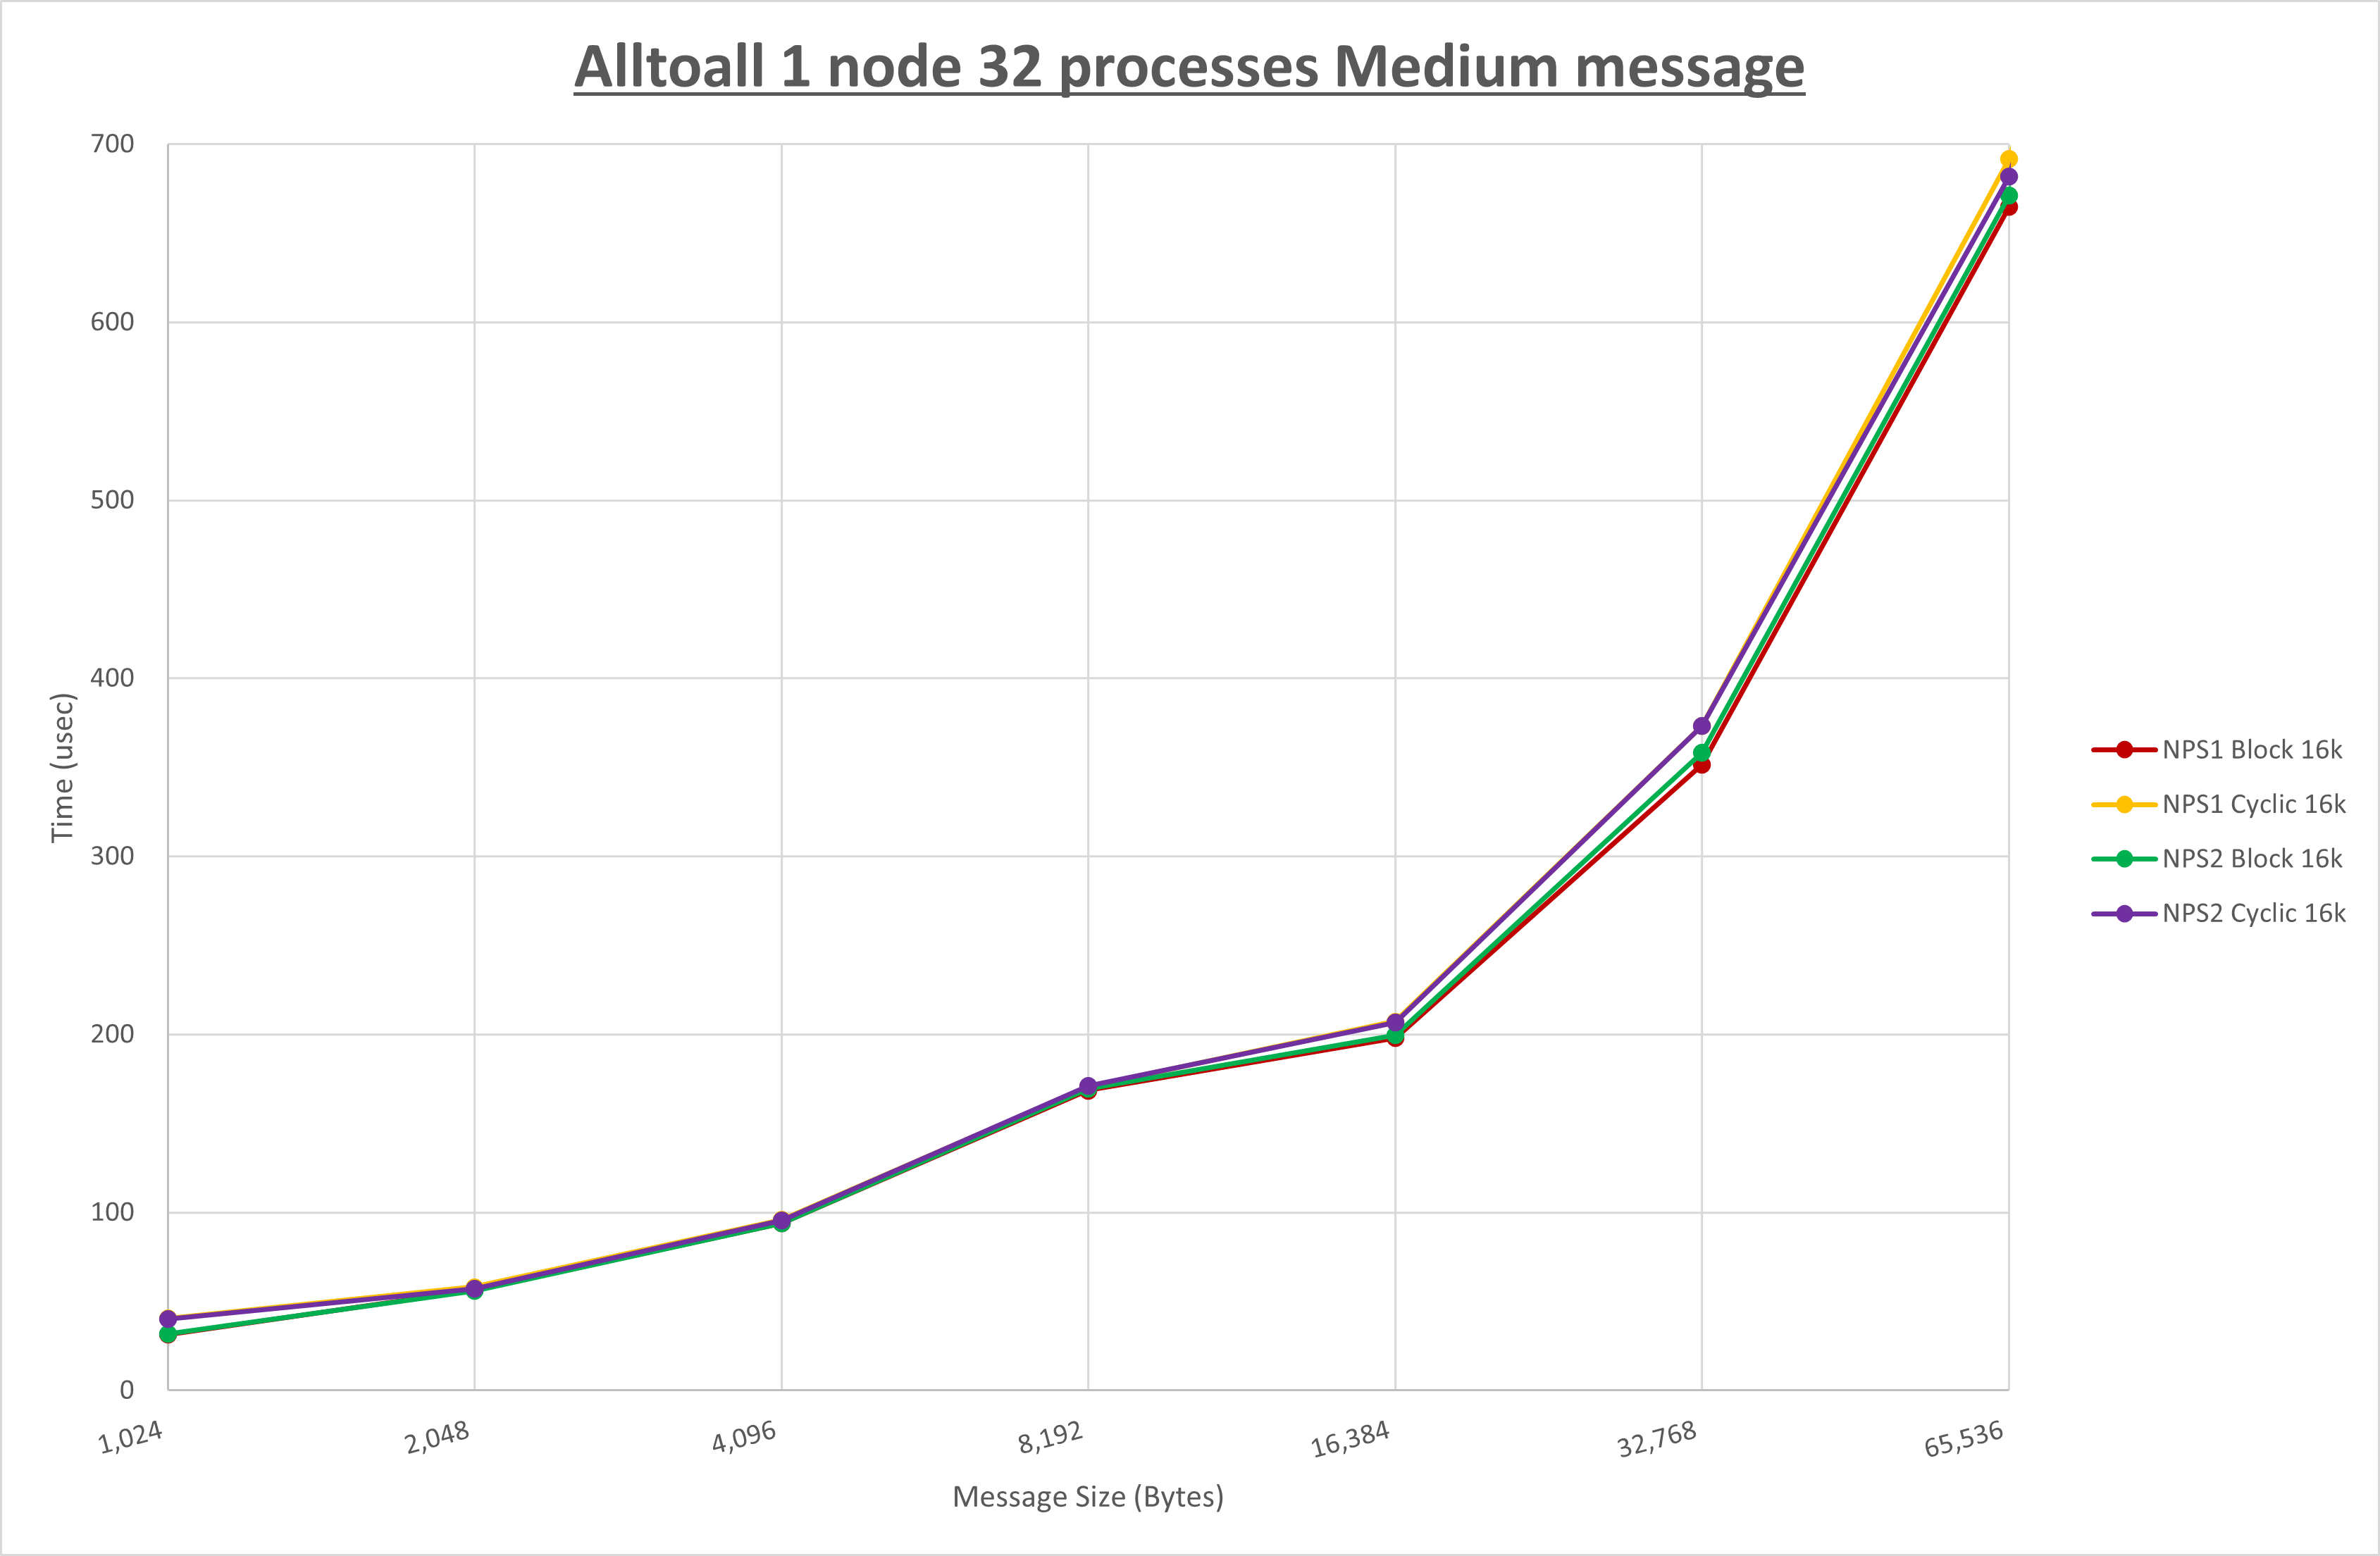 Alltoall 1 node 32 processes Medium message
700
600
500
400
300
200
100
0
Time (usec)
1,024
2,048
4,096
8,192
16,384
32,768
65,536
Message Size (Bytes)
NPS1 Block 16k
NPS1 Cyclic 16k
NPS2 Block 16k
NPS2 Cyclic 16k